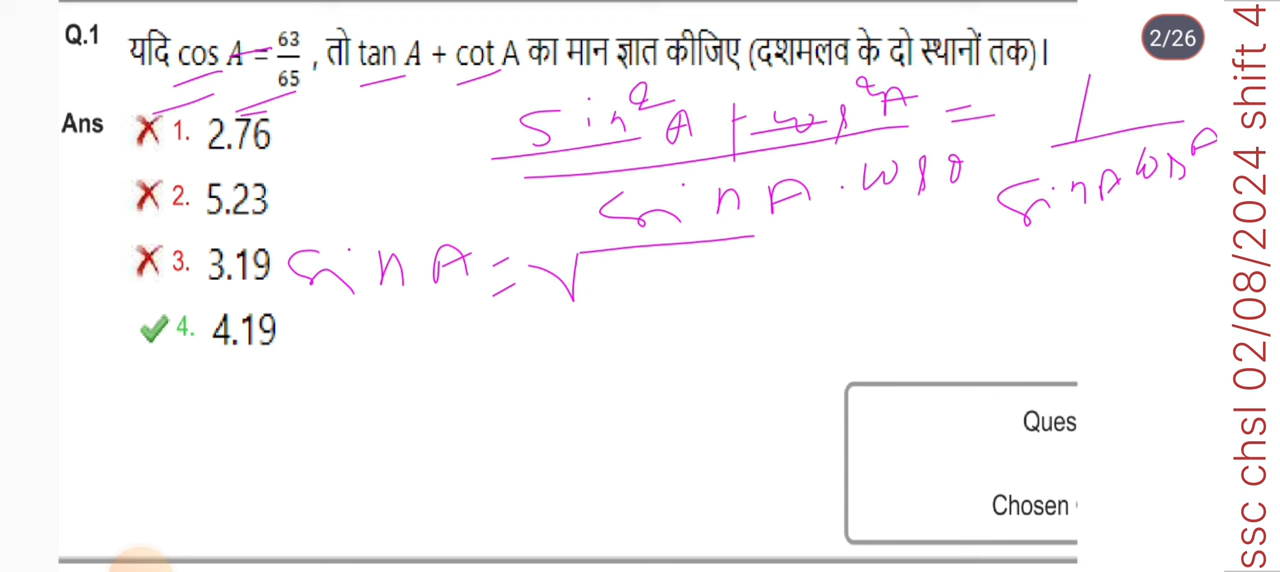 Q.1 यदि cos A = 63/65 , तो tan A + cot A का मान ज्ञात कीजिए (दशमलव के दो स्थानों तक)।
2/26
Ans 1. 2.76
2. 5.23
3. 3.19
4. 4.19
sin²A + cos²A / sin A . cos θ = 1 / sin A cos A
sin A = √
Ques
Chosen
ssc chsl 02/08/2024 shift 4